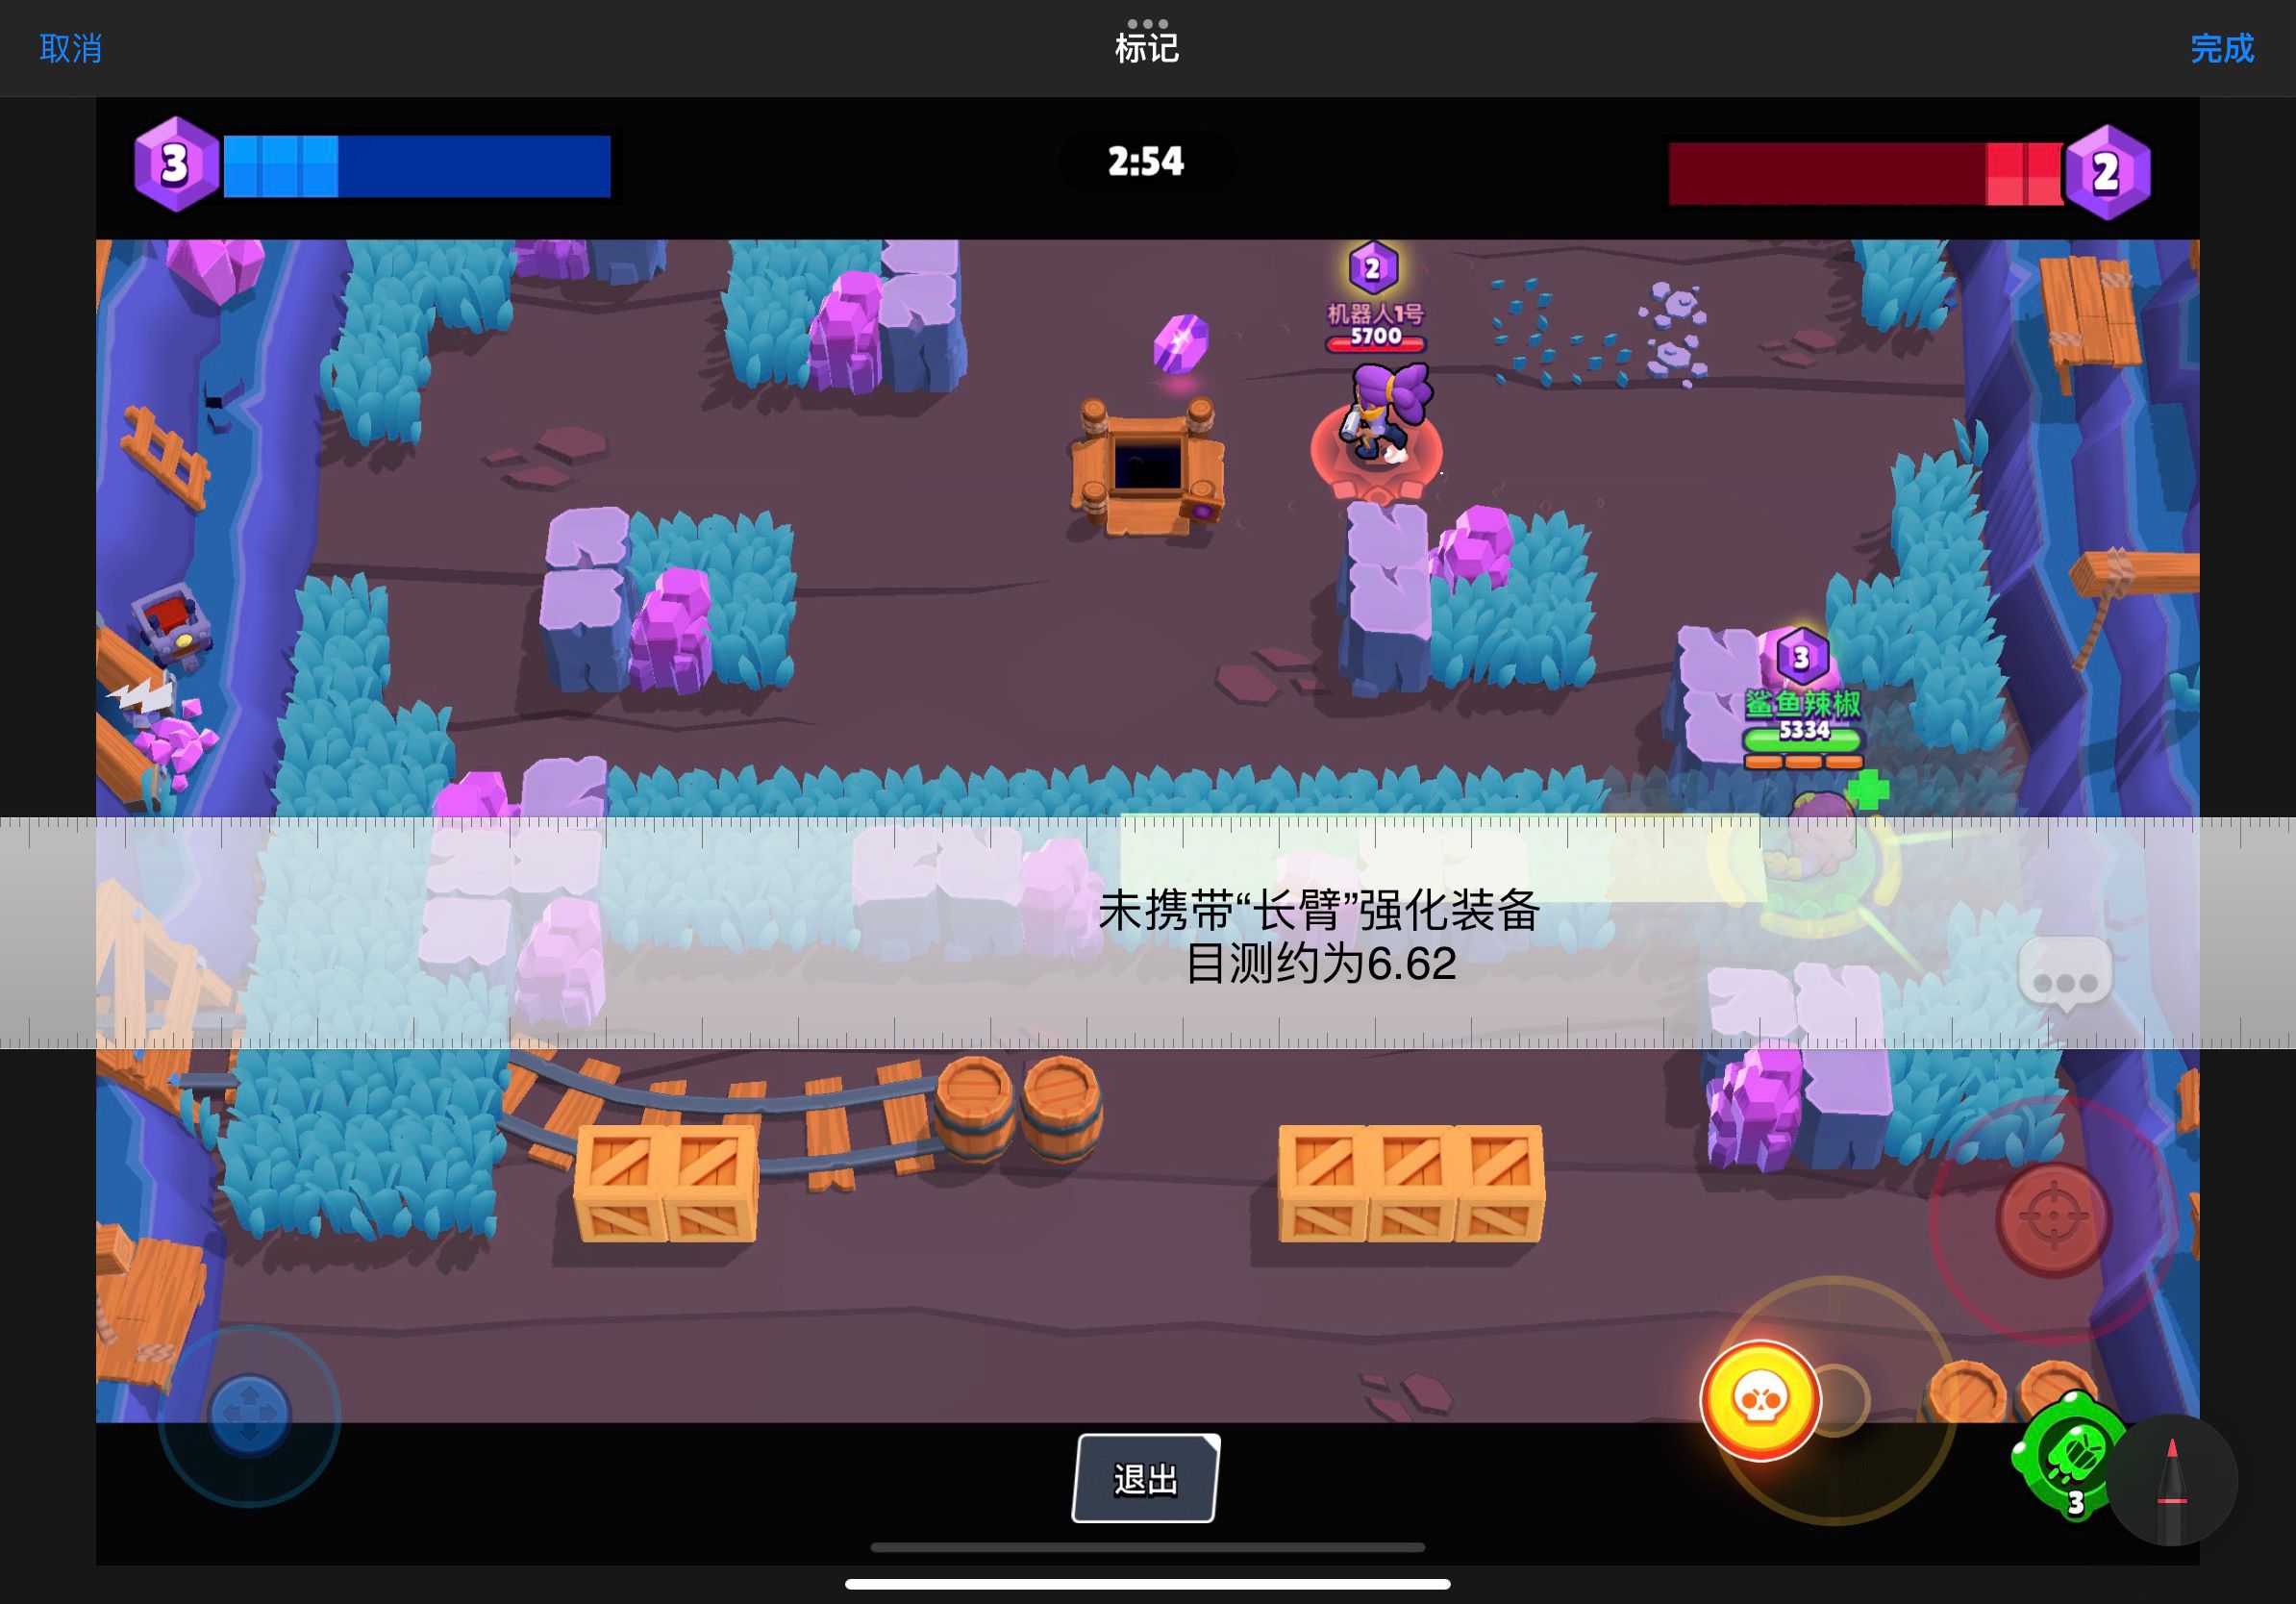 取消
标记
完成
3
2:54
2
2
机器人1号
5700
3
鲨鱼辣椒
5334
未携带“长臂”强化装备
目测约为6.62
退出
3